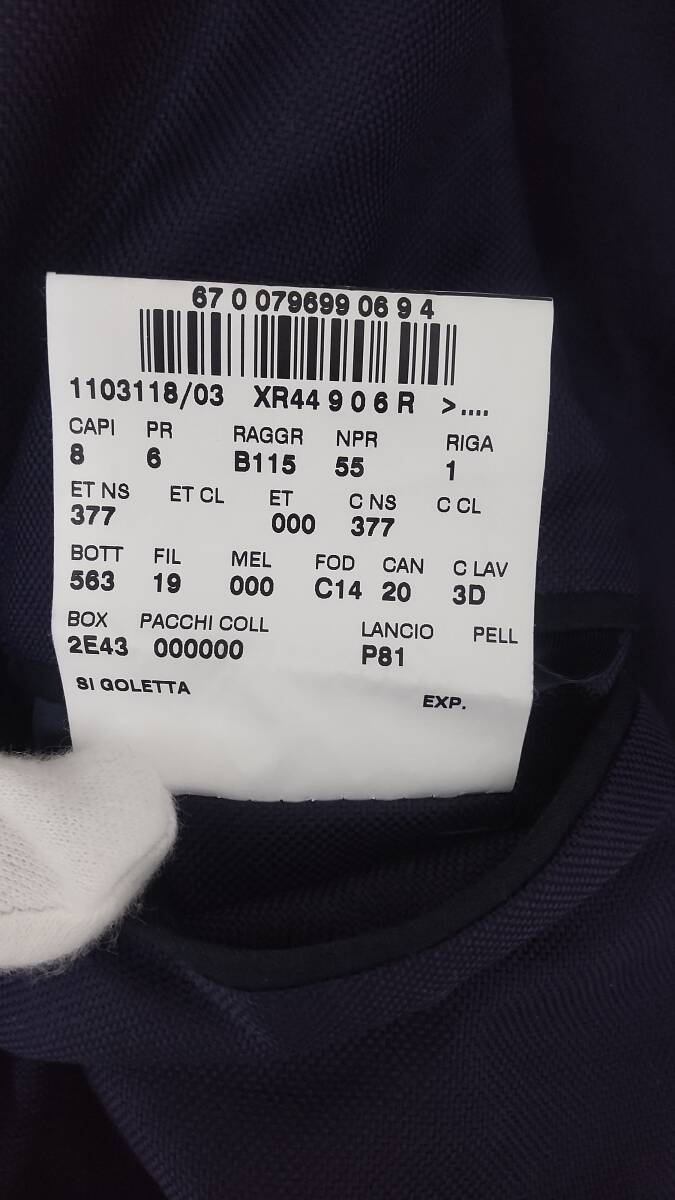 67 0 079699 06 9 4
1103118/03 XR44 9 0 6 R >....
CAPI PR RAGGR NPR RIGA
8 6 B115 55 1
ET NS ET CL ET C NS C CL
377 000 377
BOTT FIL MEL FOD CAN C LAV
563 19 000 C14 20 3D
BOX PACCHI COLL LANCIO PELL
2E43 000000 P81
SI GOLETTA EXP.